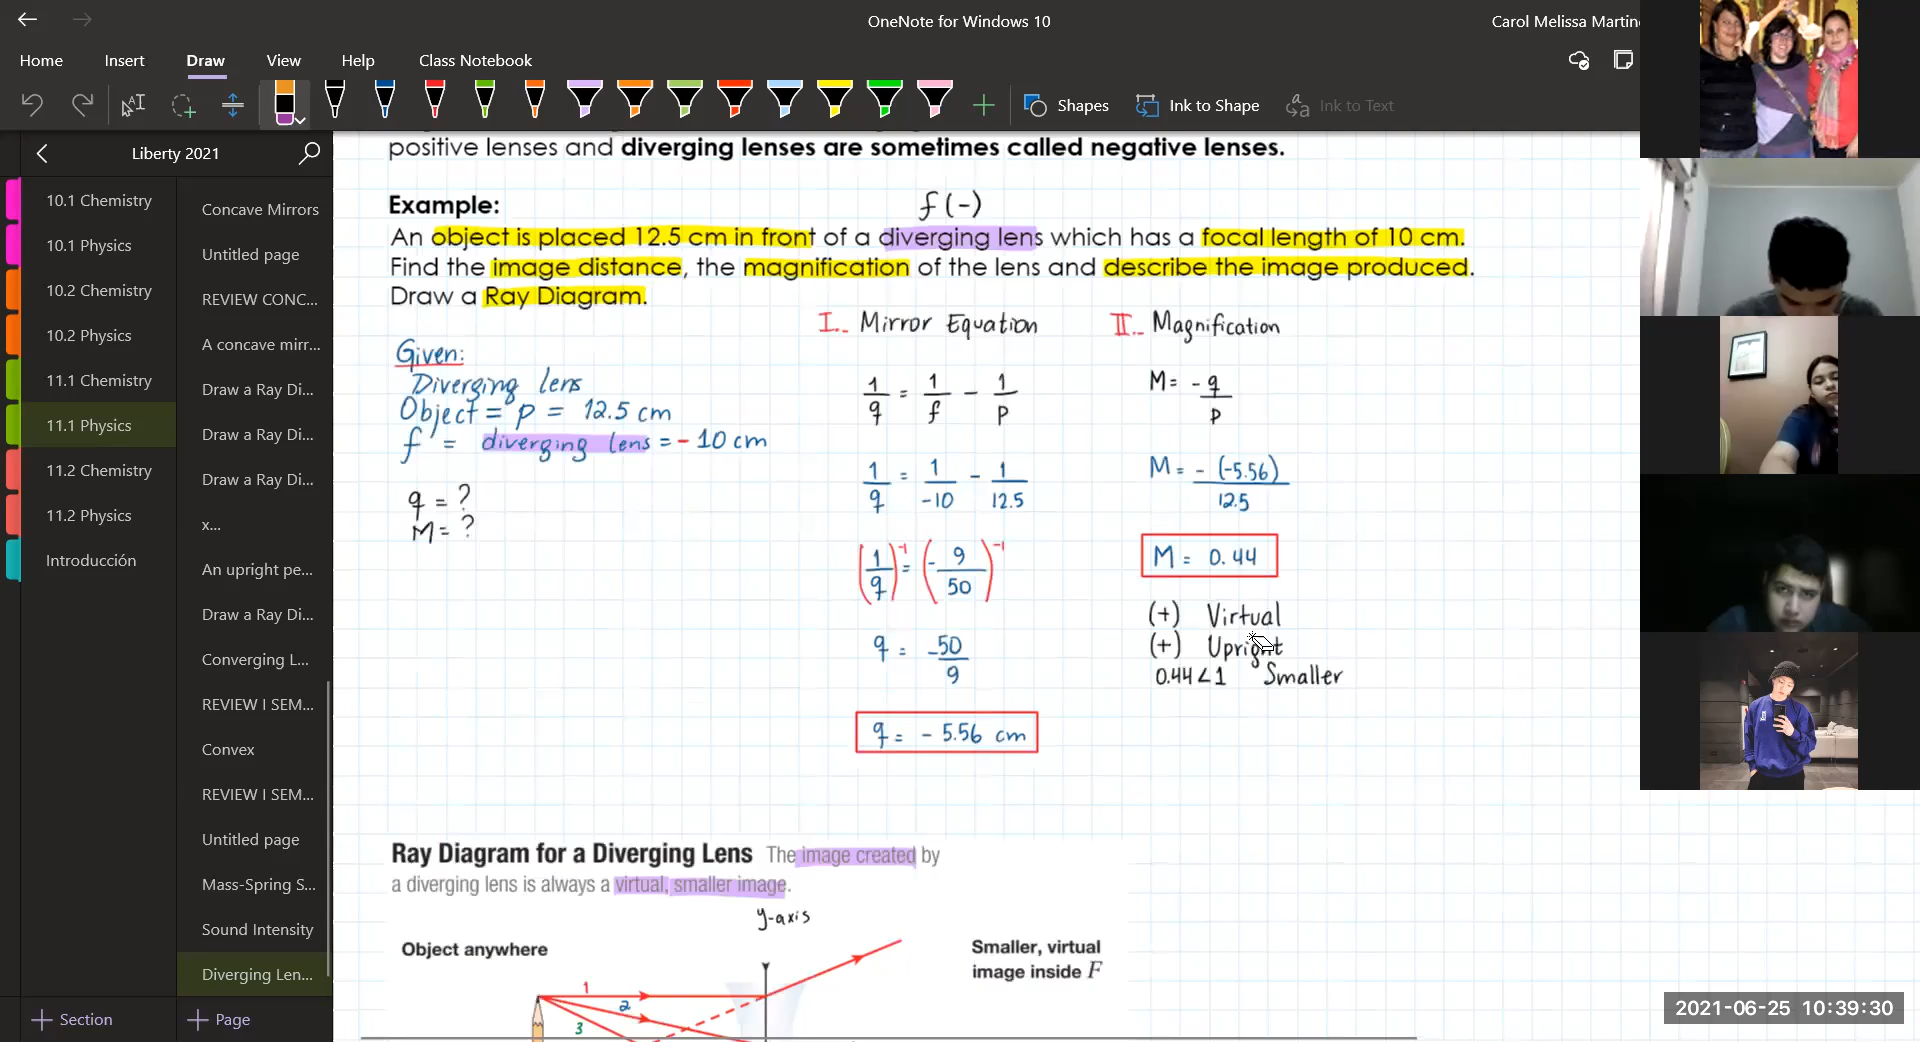 OneNote for Windows 10
Carol Melissa Martin
Home Insert Draw View Help Class Notebook
Shapes Ink to Shape Ink to Text
Liberty 2021
10.1 Chemistry
10.1 Physics
10.2 Chemistry
10.2 Physics
11.1 Chemistry
11.1 Physics
11.2 Chemistry
11.2 Physics
Introducción
Section
Concave Mirrors
Untitled page
REVIEW CONC...
A concave mirr...
Draw a Ray Di...
Draw a Ray Di...
Draw a Ray Di...
x...
An upright pe...
Draw a Ray Di...
Converging L...
REVIEW I SEM...
Convex
REVIEW I SEM...
Untitled page
Mass-Spring S...
Sound Intensity
Diverging Len...
Page
positive lenses and diverging lenses are sometimes called negative lenses.
Example:
f (-)
An object is placed 12.5 cm in front of a diverging lens which has a focal length of 10 cm.
Find the image distance, the magnification of the lens and describe the image produced.
Draw a Ray Diagram.
Given:
Diverging lens
Object = p = 12.5 cm
f = diverging lens = - 10 cm
q = ?
M = ?
I.. Mirror Equation
1/q = 1/f - 1/p
1/q = 1/-10 - 1/12.5
(1/q)^-1 = (-9/50)^-1
q = -50/9
q = - 5.56 cm
II.. Magnification
M = -q/p
M = -(-5.56)/12.5
M = 0.44
(+) Virtual
(+) Upright
0.44 < 1 Smaller
Ray Diagram for a Diverging Lens The image created by
a diverging lens is always a virtual, smaller image.
y-axis
Object anywhere
Smaller, virtual
image inside F
1
2
3
2021-06-25 10:39:30